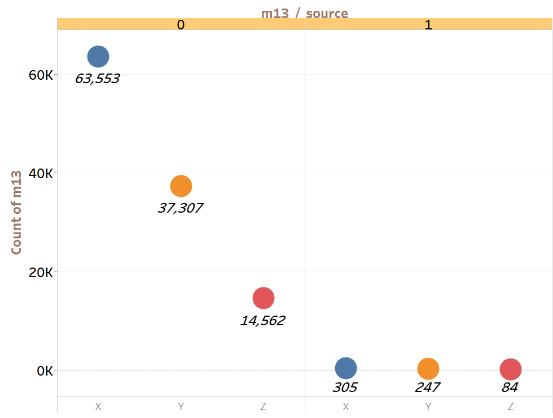 m13 / source
0 1
60K
63,553
40K
37,307
20K
14,562
0K
305 247 84
X Y Z X Y Z
Count of m13